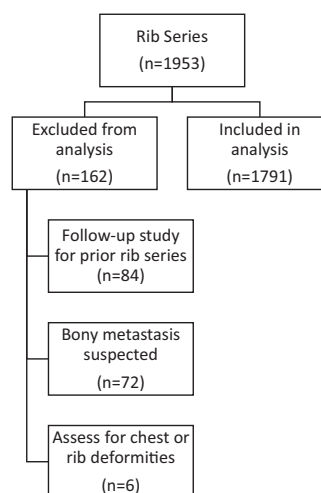 Rib Series
(n=1953)
Excluded from
analysis
(n=162)
Included in
analysis
(n=1791)
Follow-up study
for prior rib series
(n=84)
Bony metastasis
suspected
(n=72)
Assess for chest or
rib deformities
(n=6)